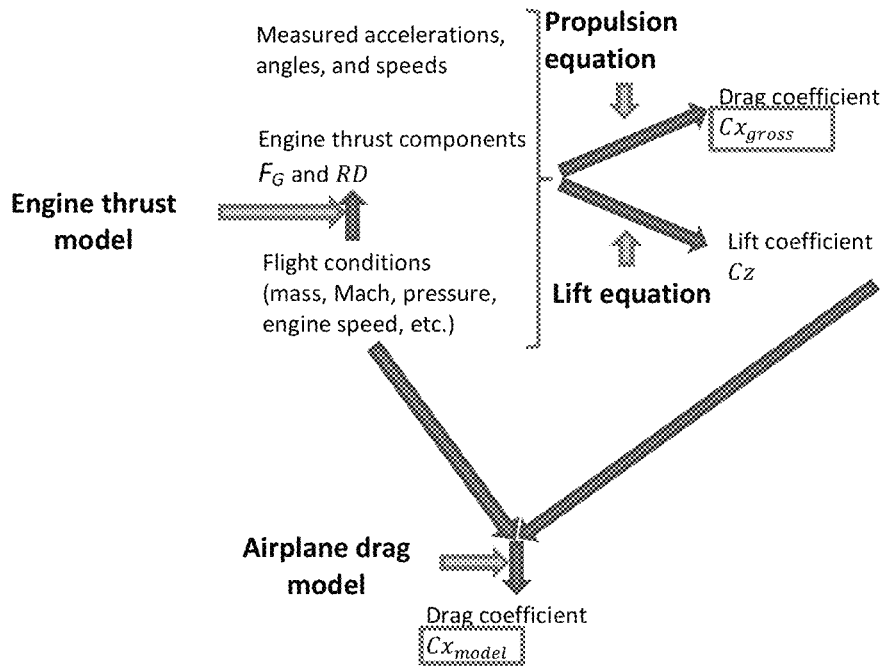 Measured accelerations,
angles, and speeds
Propulsion
equation
Drag coefficient
Cx_gross
Engine thrust components
F_G and RD
Engine thrust
model
Flight conditions
(mass, Mach, pressure,
engine speed, etc.)
Lift coefficient
Cz
Lift equation
Airplane drag
model
Drag coefficient
Cx_model